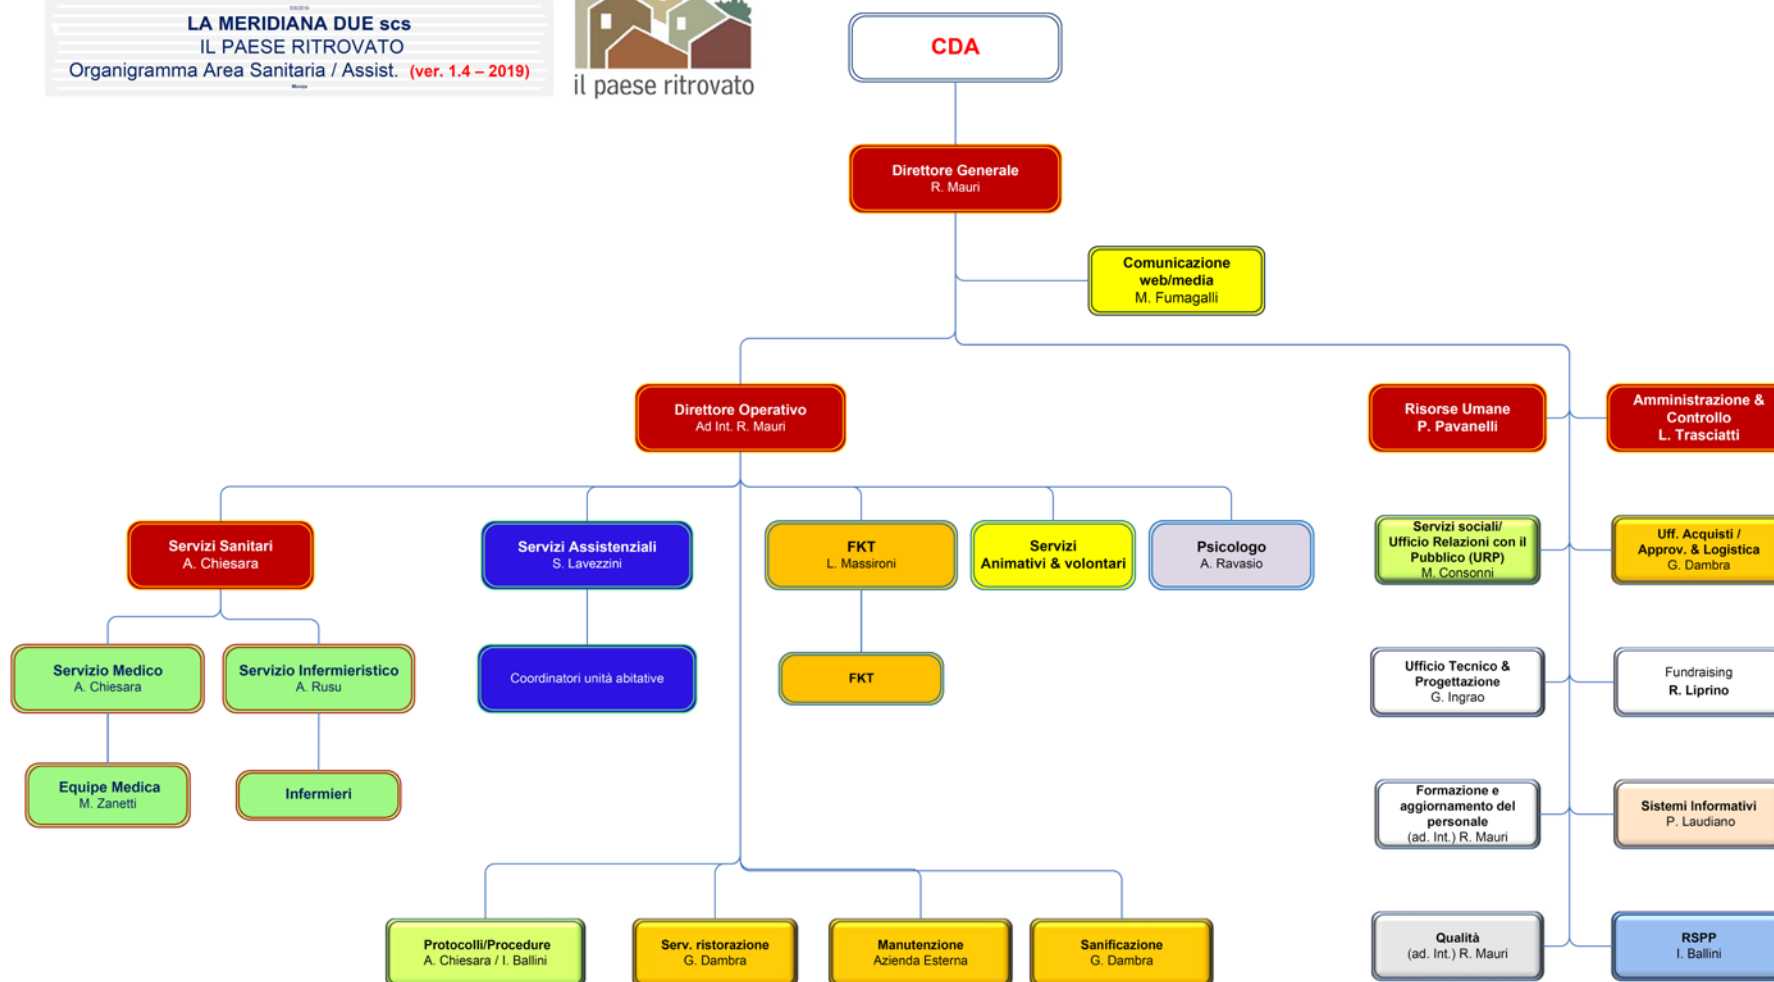 5/9/2019
LA MERIDIANA DUE scs
IL PAESE RITROVATO
Organigramma Area Sanitaria / Assist. (ver. 1.4 – 2019)
Monza
il paese ritrovato
CDA
Direttore Generale
R. Mauri
Comunicazione
web/media
M. Fumagalli
Direttore Operativo
Ad Int. R. Mauri
Risorse Umane
P. Pavanelli
Amministrazione &
Controllo
L. Trasciatti
Servizi Sanitari
A. Chiesara
Servizi Assistenziali
S. Lavezzini
FKT
L. Massironi
Servizi
Animativi & volontari
Psicologo
A. Ravasio
Servizi sociali/
Ufficio Relazioni con il
Pubblico (URP)
M. Consonni
Uff. Acquisti /
Approv. & Logistica
G. Dambra
Servizio Medico
A. Chiesara
Servizio Infermieristico
A. Rusu
Coordinatori unità abitative
FKT
Ufficio Tecnico &
Progettazione
G. Ingrao
Fundraising
R. Liprino
Equipe Medica
M. Zanetti
Infermieri
Formazione e
aggiornamento del
personale
(ad. Int.) R. Mauri
Sistemi Informativi
P. Laudiano
Protocolli/Procedure
A. Chiesara / I. Ballini
Serv. ristorazione
G. Dambra
Manutenzione
Azienda Esterna
Sanificazione
G. Dambra
Qualità
(ad. Int.) R. Mauri
RSPP
I. Ballini